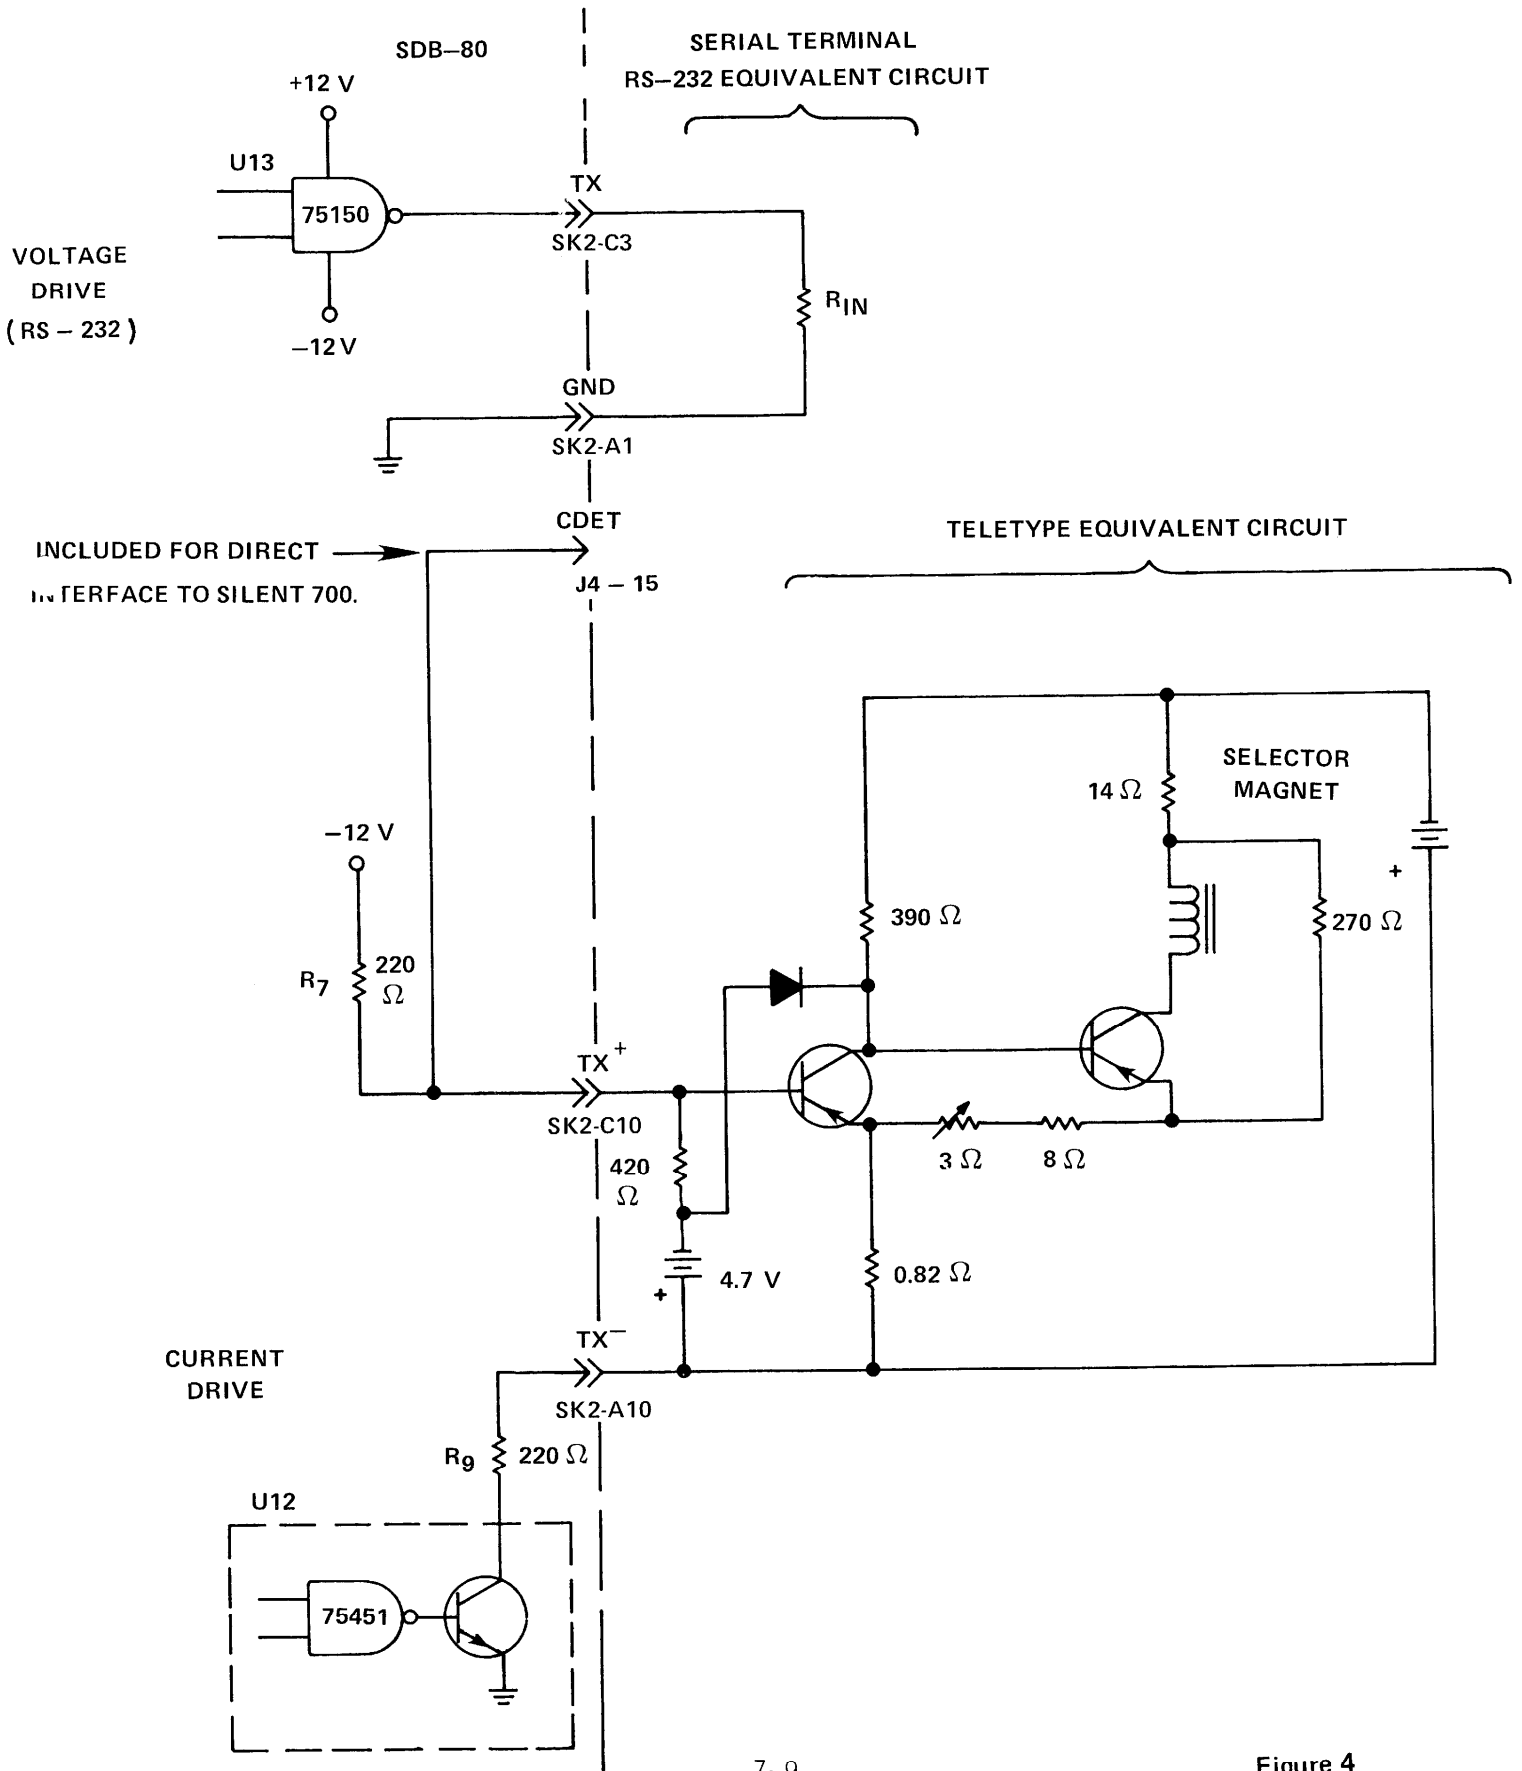 SDB–80
SERIAL TERMINAL
RS–232 EQUIVALENT CIRCUIT
+12 V
U13
75150
TX
SK2-C3
VOLTAGE
DRIVE
( RS – 232 )
–12 V
RIN
GND
SK2-A1
CDET
INCLUDED FOR DIRECT
INTERFACE TO SILENT 700.
J4 – 15
TELETYPE EQUIVALENT CIRCUIT
SELECTOR
MAGNET
14 Ω
–12 V
+
390 Ω
270 Ω
R7
220
Ω
TX+
SK2-C10
420
Ω
3 Ω
8 Ω
4.7 V
+
0.82 Ω
TX–
CURRENT
DRIVE
SK2-A10
R9
220 Ω
U12
75451
7-9
Figure 4